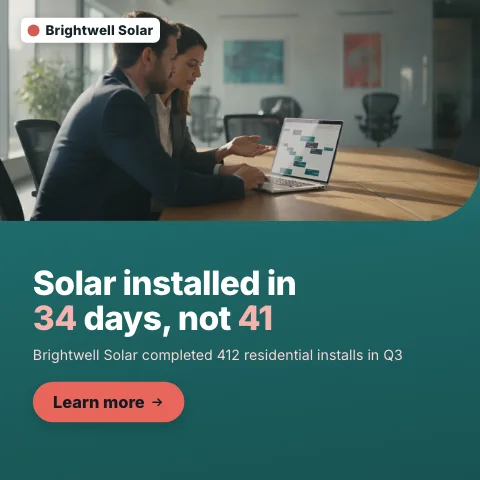 Brightwell Solar
Solar installed in
34 days, not 41
Brightwell Solar completed 412 residential installs in Q3
Learn more →